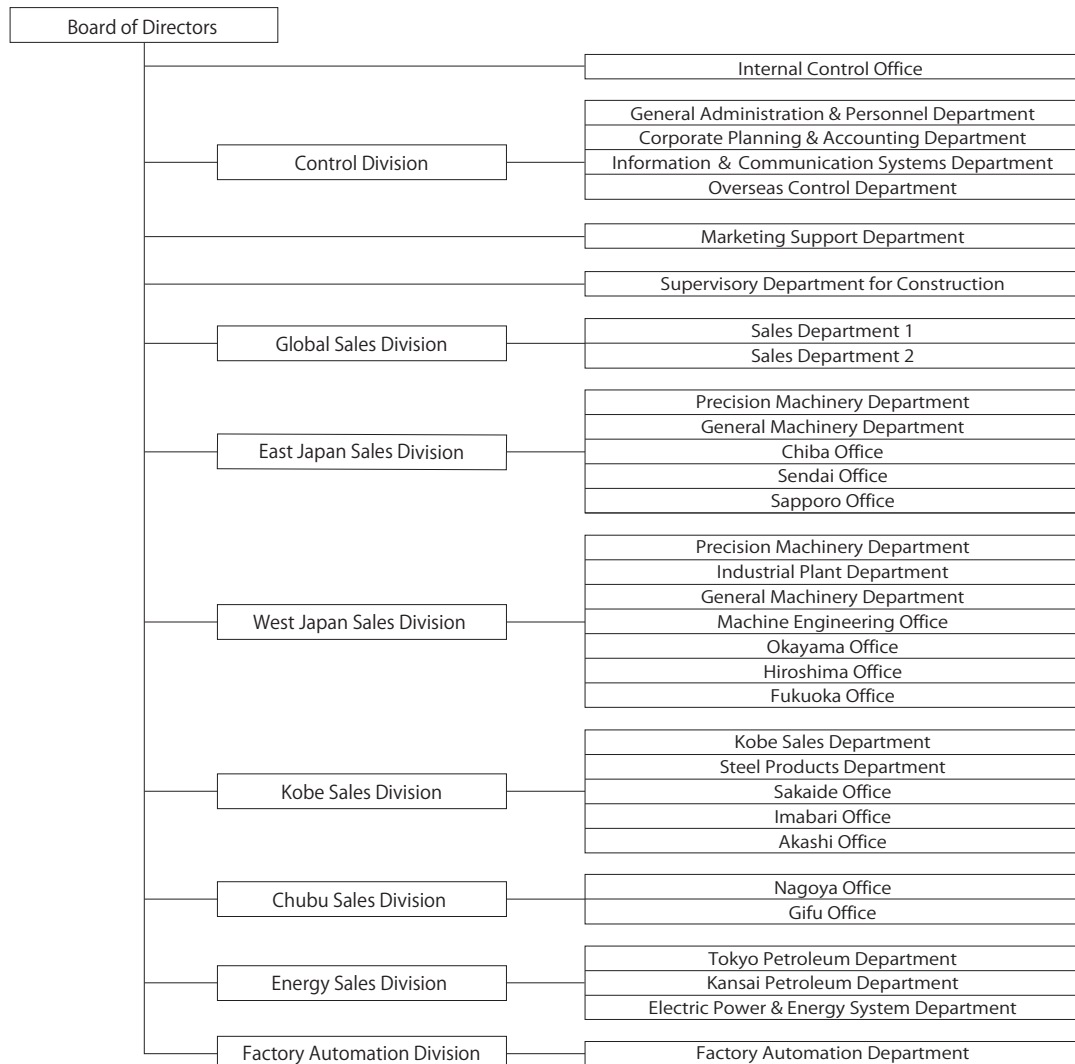 Board of Directors
Internal Control Office
General Administration & Personnel Department
Corporate Planning & Accounting Department
Control Division
Information & Communication Systems Department
Overseas Control Department
Marketing Support Department
Supervisory Department for Construction
Global Sales Division
Sales Department 1
Sales Department 2
East Japan Sales Division
Precision Machinery Department
General Machinery Department
Chiba Office
Sendai Office
Sapporo Office
West Japan Sales Division
Precision Machinery Department
Industrial Plant Department
General Machinery Department
Machine Engineering Office
Okayama Office
Hiroshima Office
Fukuoka Office
Kobe Sales Division
Kobe Sales Department
Steel Products Department
Sakaide Office
Imabari Office
Akashi Office
Chubu Sales Division
Nagoya Office
Gifu Office
Energy Sales Division
Tokyo Petroleum Department
Kansai Petroleum Department
Electric Power & Energy System Department
Factory Automation Division
Factory Automation Department